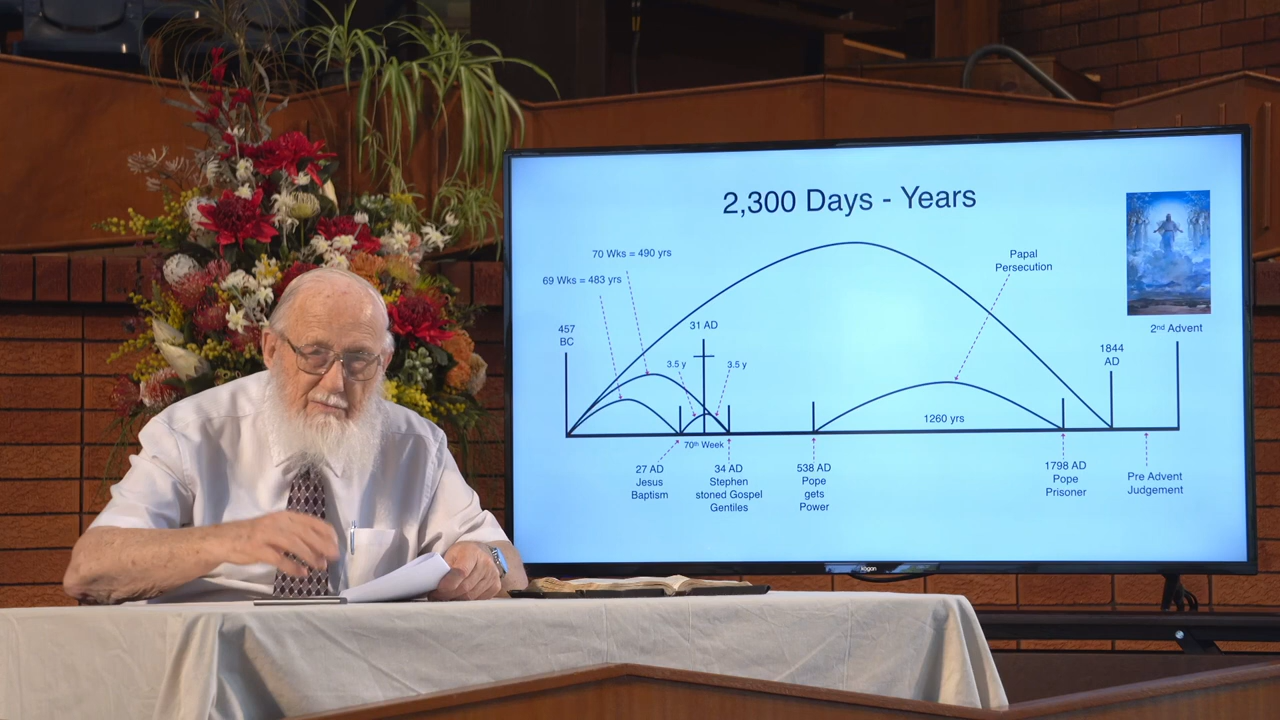 2,300 Days - Years
70 Wks = 490 yrs
69 Wks = 483 yrs
Papal
Persecution
457
BC
31 AD
3.5 y
3.5 y
2nd Advent
1844
AD
1260 yrs
70th Week
27 AD
Jesus
Baptism
34 AD
Stephen
stoned Gospel
Gentiles
538 AD
Pope
gets
Power
1798 AD
Pope
Prisoner
Pre Advent
Judgement
kogan